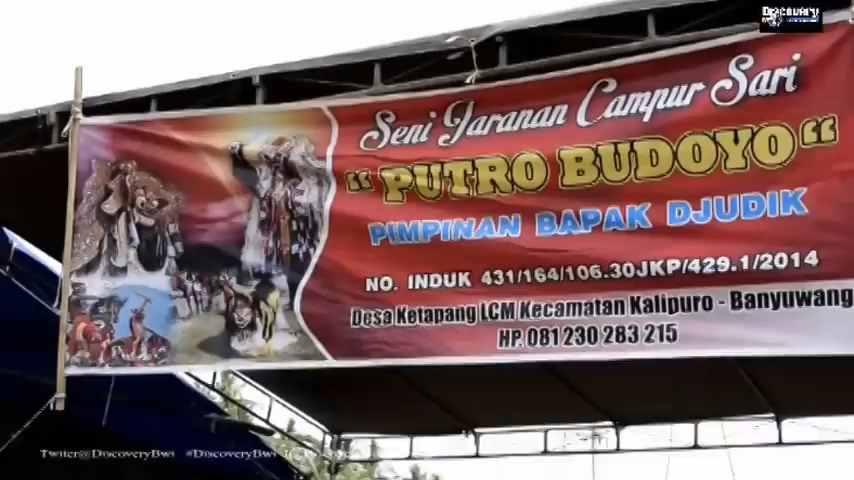 Discovery
Seni Jaranan Campur Sari
“ PUTRO BUDOYO “
PIMPINAN BAPAK DJUDIK
NO. INDUK 431/164/106.30JKP/429.1/2014
Desa Ketapang LCM Kecamatan Kalipuro - Banyuwang
HP. 081 230 283 215
Twiter@DiscoveryBwi #DiscoveryBwi